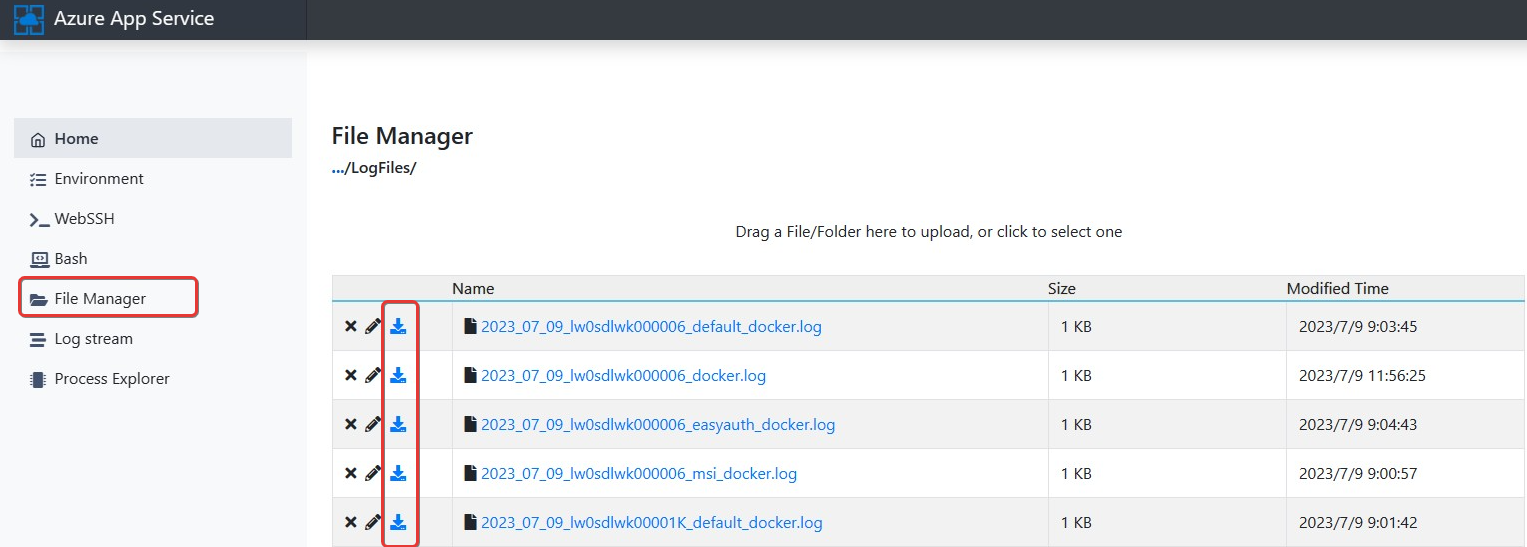 Azure App Service
Home
Environment
WebSSH
Bash
File Manager
Log stream
Process Explorer
File Manager
.../LogFiles/
Drag a File/Folder here to upload, or click to select one
Name Size Modified Time
2023_07_09_lw0sdlwk000006_default_docker.log 1 KB 2023/7/9 9:03:45
2023_07_09_lw0sdlwk000006_docker.log 1 KB 2023/7/9 11:56:25
2023_07_09_lw0sdlwk000006_easyauth_docker.log 1 KB 2023/7/9 9:04:43
2023_07_09_lw0sdlwk000006_msi_docker.log 1 KB 2023/7/9 9:00:57
2023_07_09_lw0sdlwk00001K_default_docker.log 1 KB 2023/7/9 9:01:42